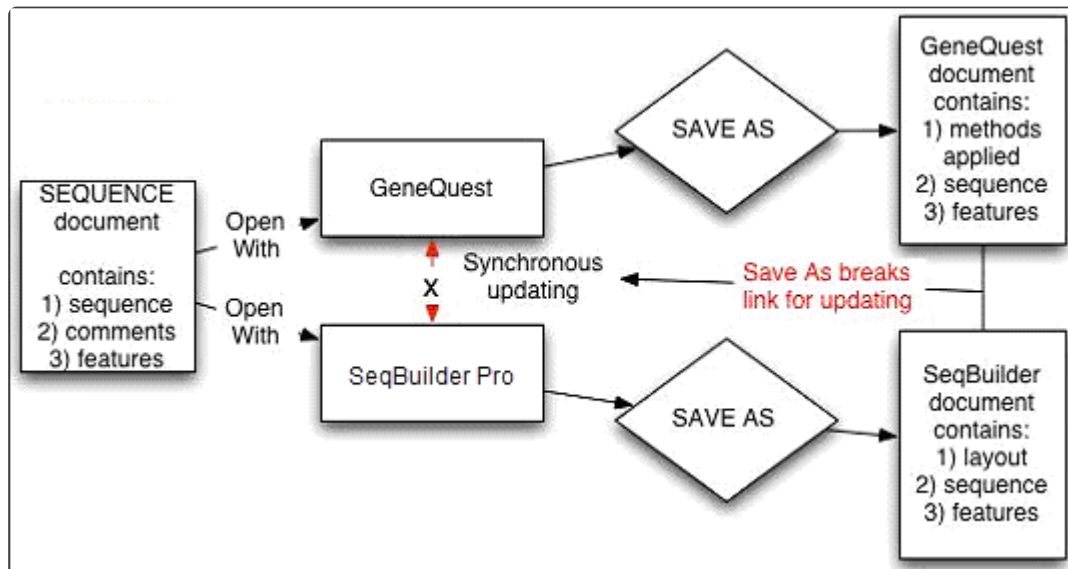 SEQUENCE
document
contains:
1) sequence
2) comments
3) features
Open
With
Open
With
GeneQuest
X
Synchronous
updating
SeqBuilder Pro
SAVE AS
SAVE AS
Save As breaks
link for updating
GeneQuest
document
contains:
1) methods
applied
2) sequence
3) features
SeqBuilder
document
contains:
1) layout
2) sequence
3) features